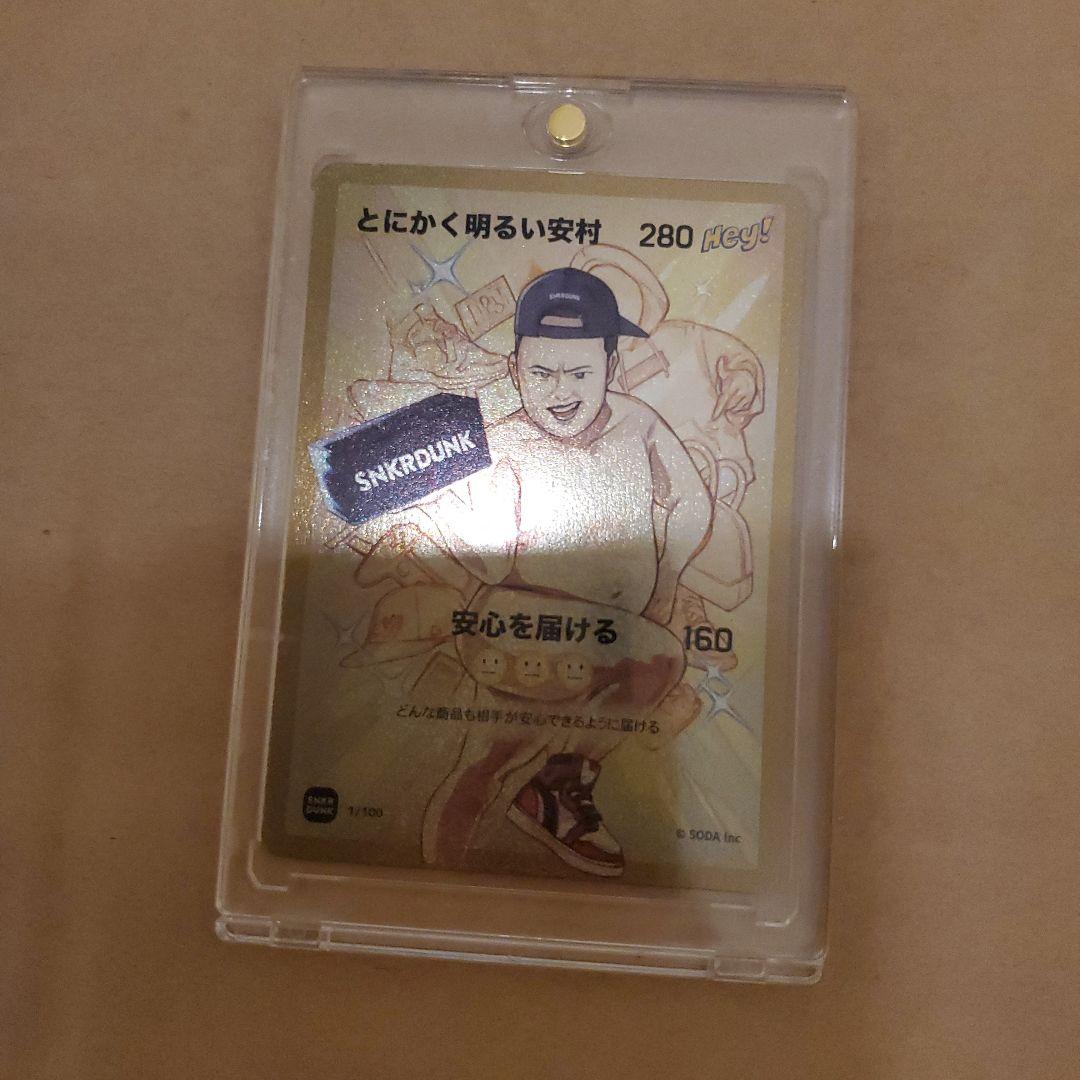 とにかく明るい安村 280 Hey!
SNKRDUNK
SNKRDUNK
安心を届ける 160
どんな商品も相手が安心できるように届ける
SNKR
DUNK
1/100
© SODA Inc